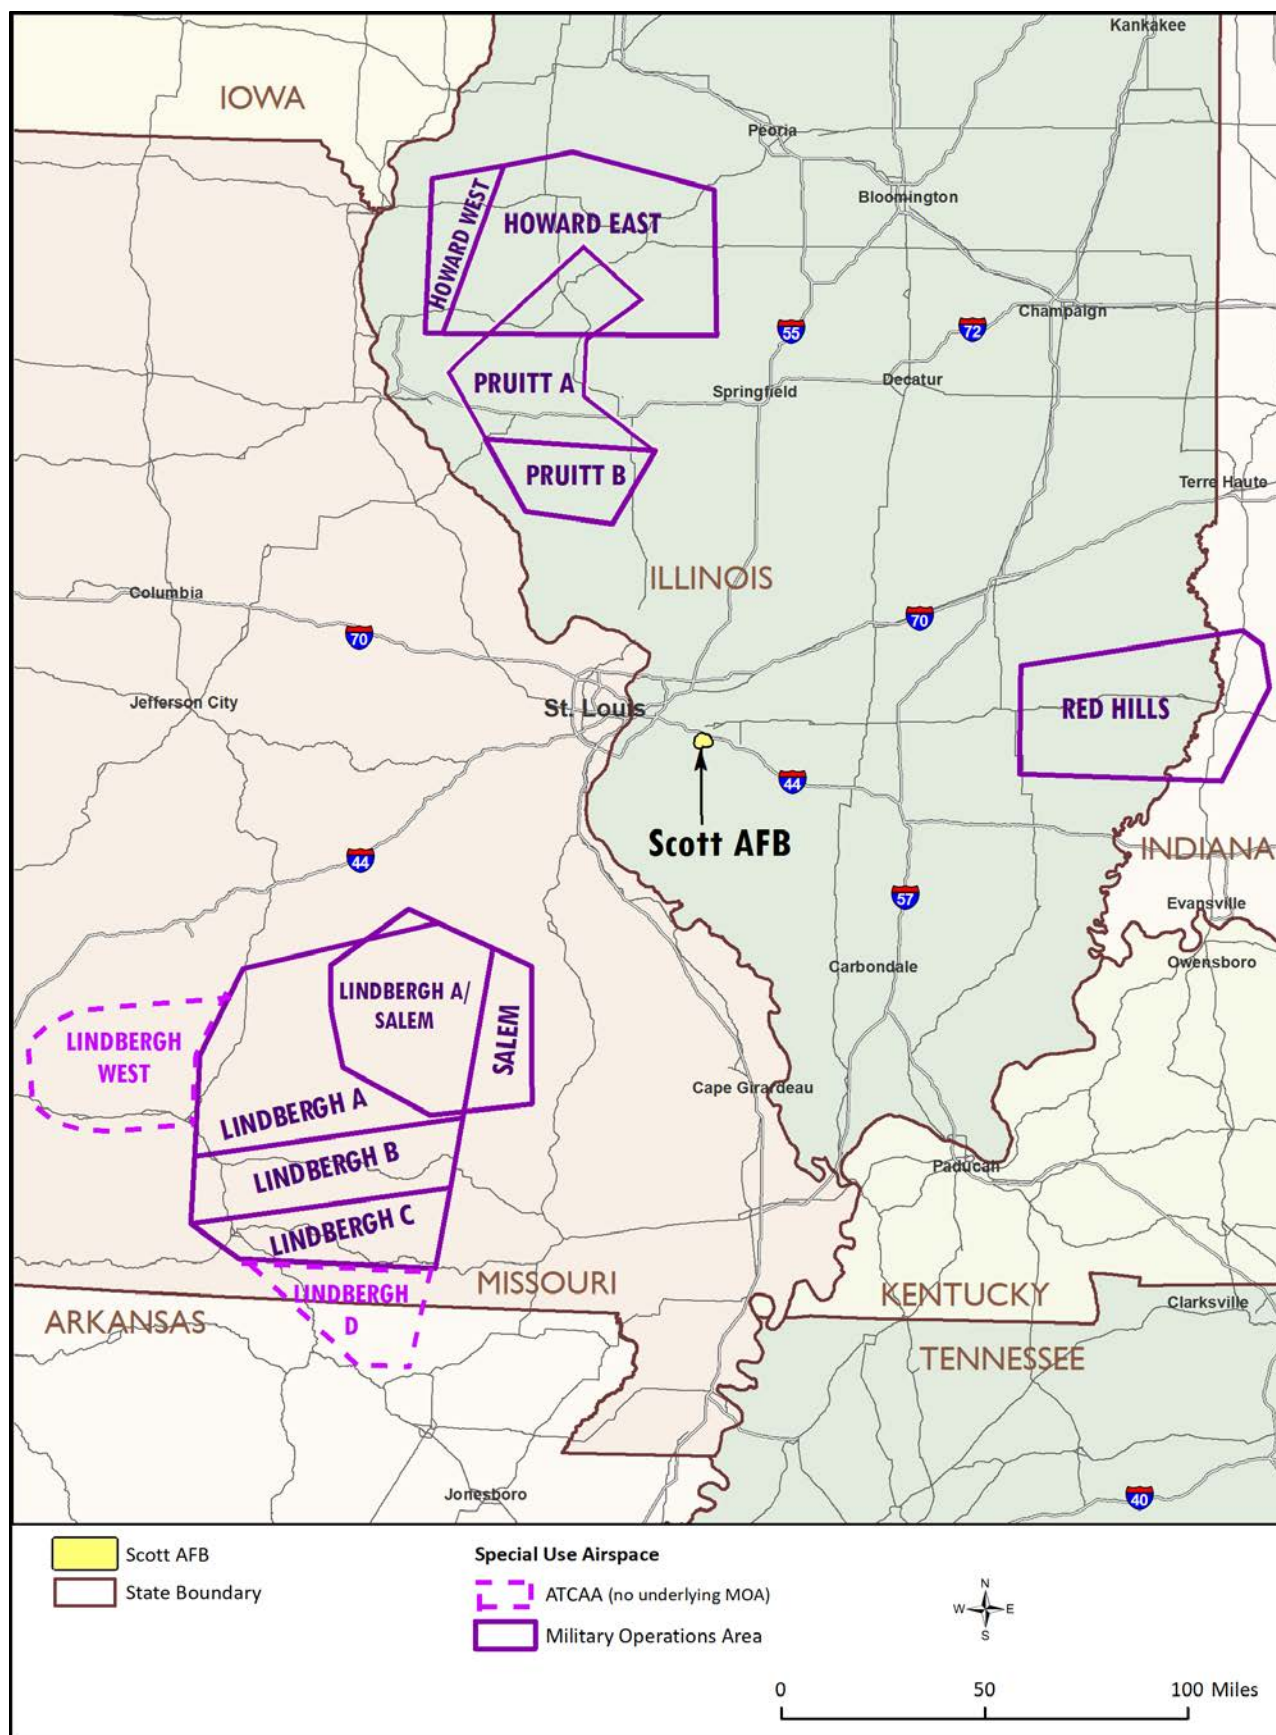 Kankakee
IOWA
Peoria
Bloomington
HOWARD WEST
HOWARD EAST
55
72
Champaign
PRUITT A
Springfield
Decatur
PRUITT B
Terre Haute
ILLINOIS
Columbia
70
70
Jefferson City
St. Louis
RED HILLS
44
Scott AFB
44
INDIANA
57
Evansville
Carbondale
Owensboro
LINDBERGH A/
SALEM
SALEM
LINDBERGH
WEST
LINDBERGH A
Cape Girardeau
LINDBERGH B
Paducah
LINDBERGH C
MISSOURI
LINDBERGH
D
KENTUCKY
Clarksville
ARKANSAS
TENNESSEE
Jonesboro
40
Scott AFB
State Boundary
Special Use Airspace
ATCAA (no underlying MOA)
Military Operations Area
N
W E
S
0 50 100 Miles